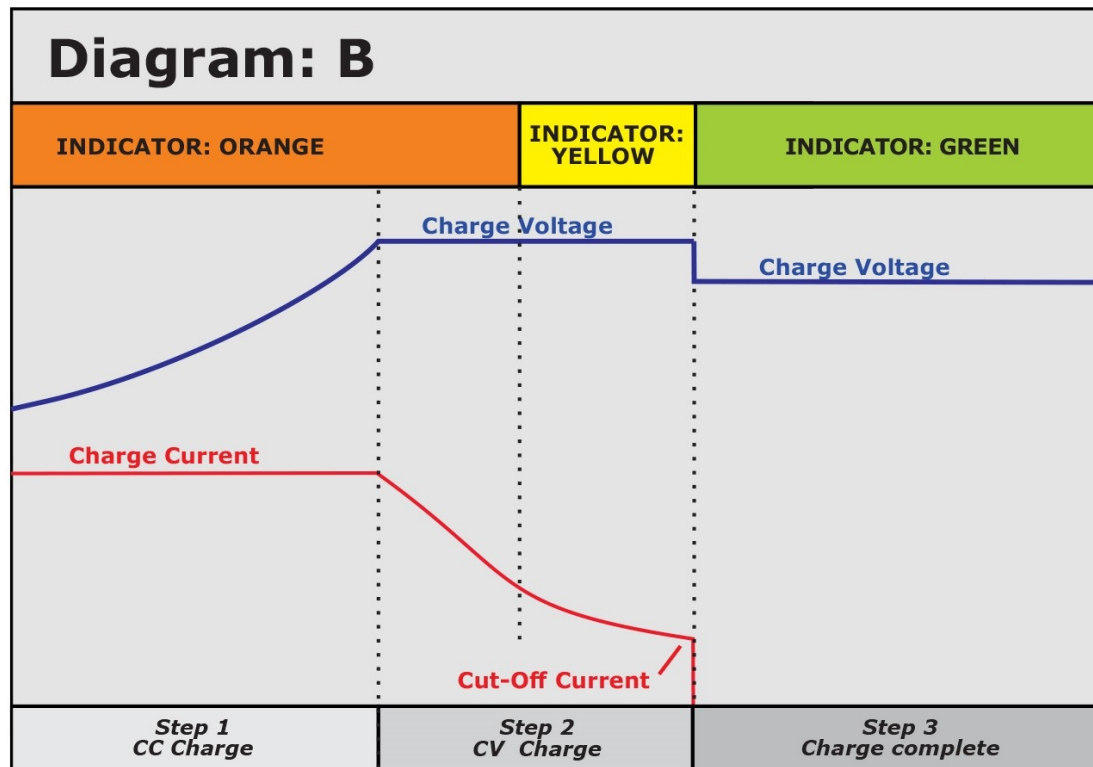 Diagram: B
INDICATOR: ORANGE
INDICATOR:
YELLOW
INDICATOR: GREEN
Charge Voltage
Charge Voltage
Charge Current
Cut-Off Current
Step 1
CC Charge
Step 2
CV Charge
Step 3
Charge complete